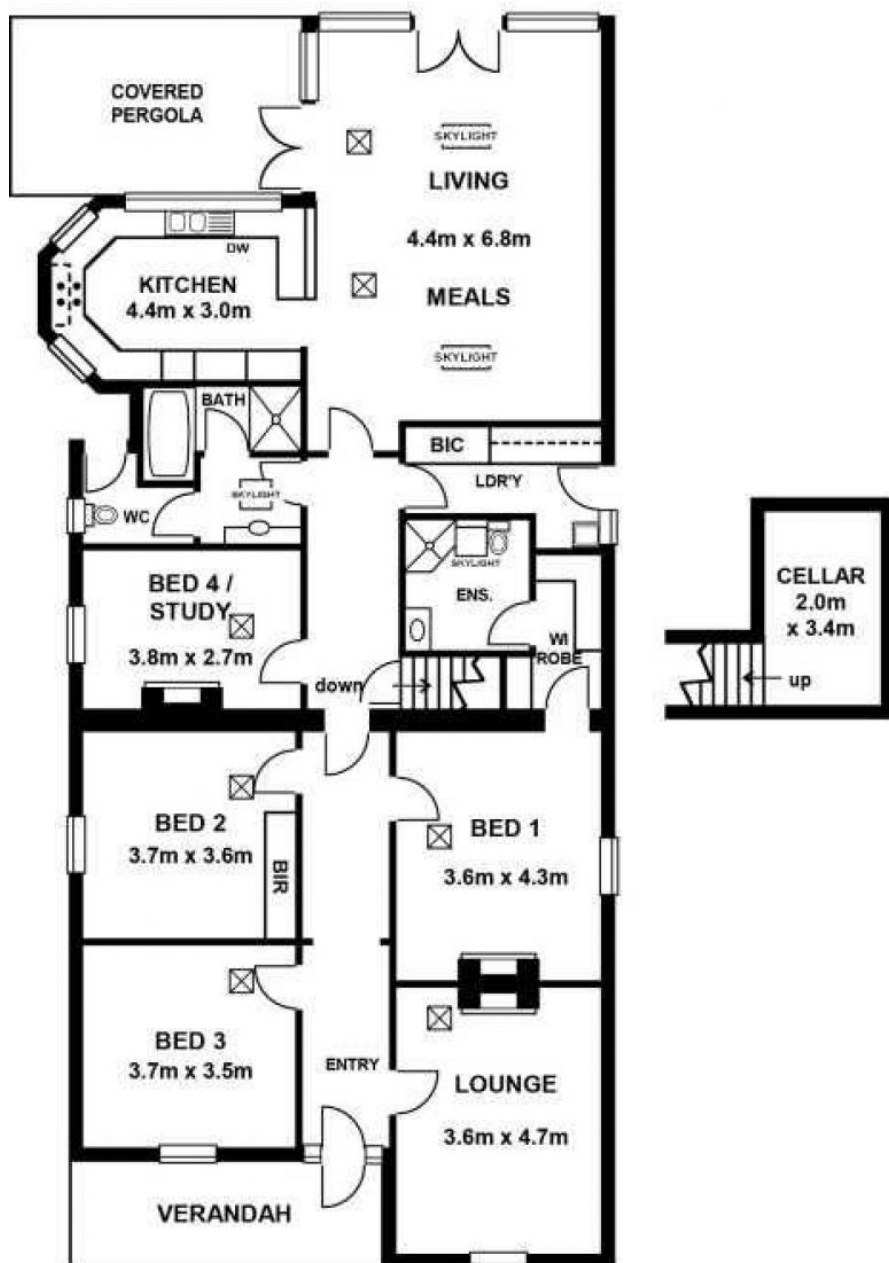 COVERED
PERGOLA
SKYLIGHT
LIVING
4.4m x 6.8m
DW
KITCHEN
4.4m x 3.0m
MEALS
SKYLIGHT
BATH
BIC
LDR'Y
SKYLIGHT
WC
SKYLIGHT
ENS.
BED 4 /
STUDY
3.8m x 2.7m
WI
ROBE
down
CELLAR
2.0m
x 3.4m
up
BED 2
3.7m x 3.6m
BIR
BED 1
3.6m x 4.3m
BED 3
3.7m x 3.5m
ENTRY
LOUNGE
3.6m x 4.7m
VERANDAH